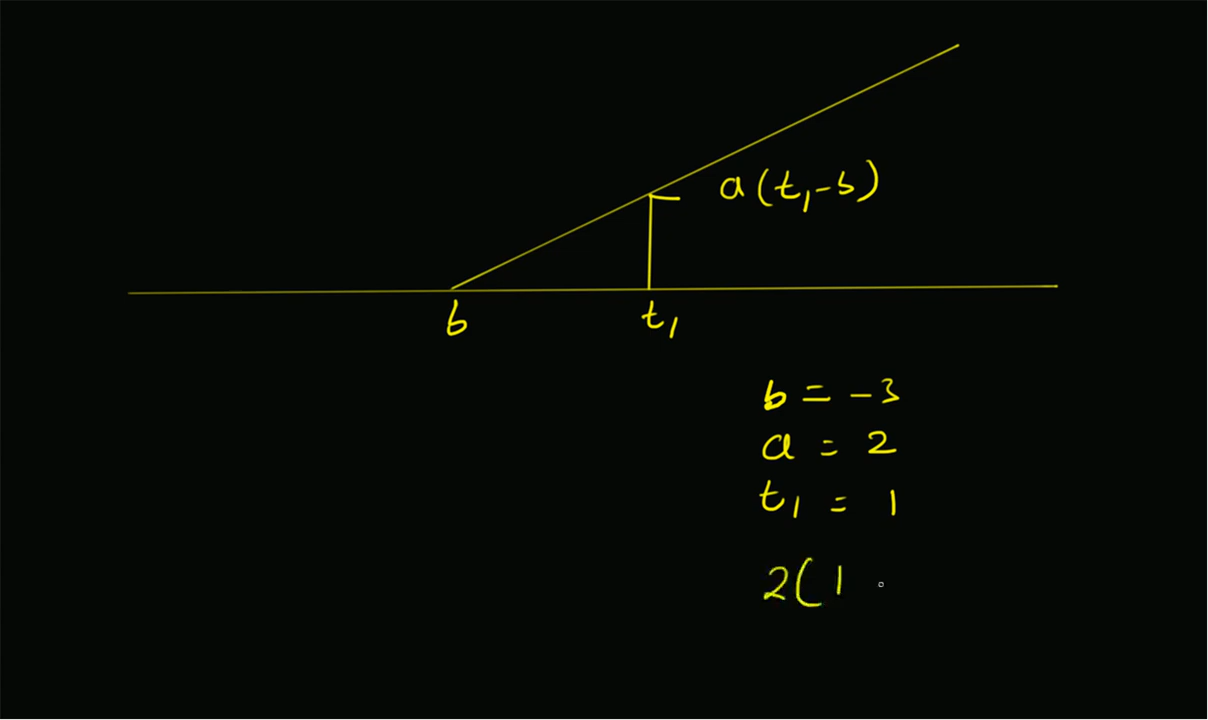 a(t₁-b)
b
t₁
b = -3
a = 2
t₁ = 1
2(1